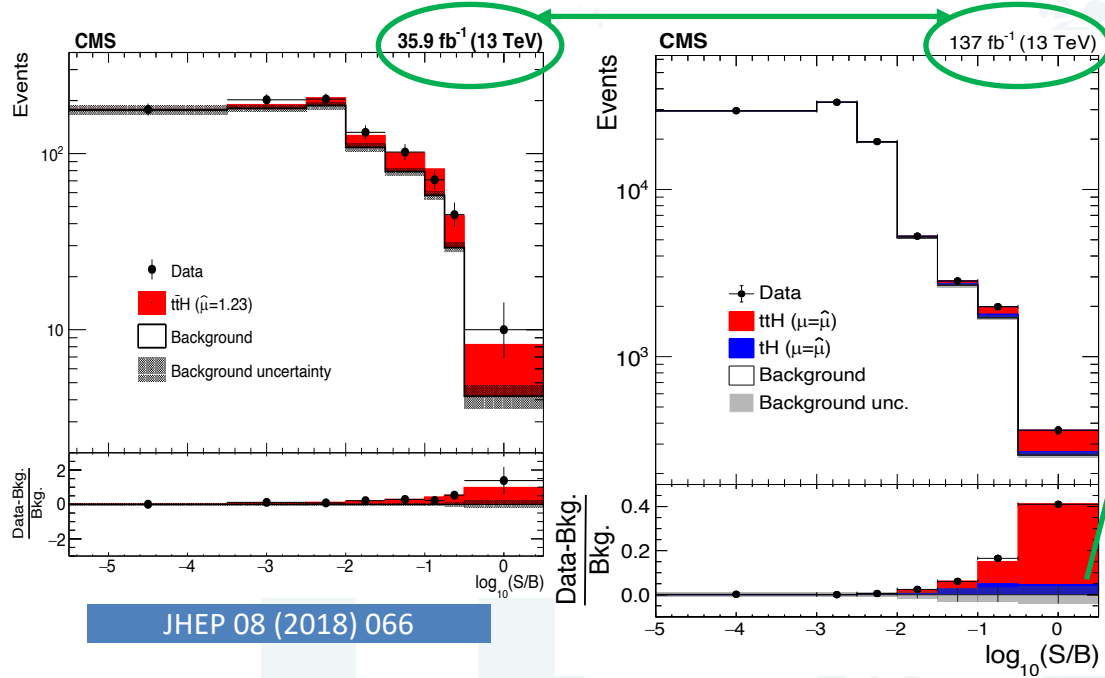 CMS
35.9 fb⁻¹ (13 TeV)
Events
10²
10
Data
tt̄H (μ̂=1.23)
Background
Background uncertainty
Data-Bkg.
Bkg.
2
0
−2
−5 −4 −3 −2 −1 0
log₁₀(S/B)
JHEP 08 (2018) 066
CMS
137 fb⁻¹ (13 TeV)
Events
10⁴
10³
Data
ttH (μ=μ̂)
tH (μ=μ̂)
Background
Background unc.
Data-Bkg.
Bkg.
0.4
0.2
0.0
−5 −4 −3 −2 −1 0
log₁₀(S/B)